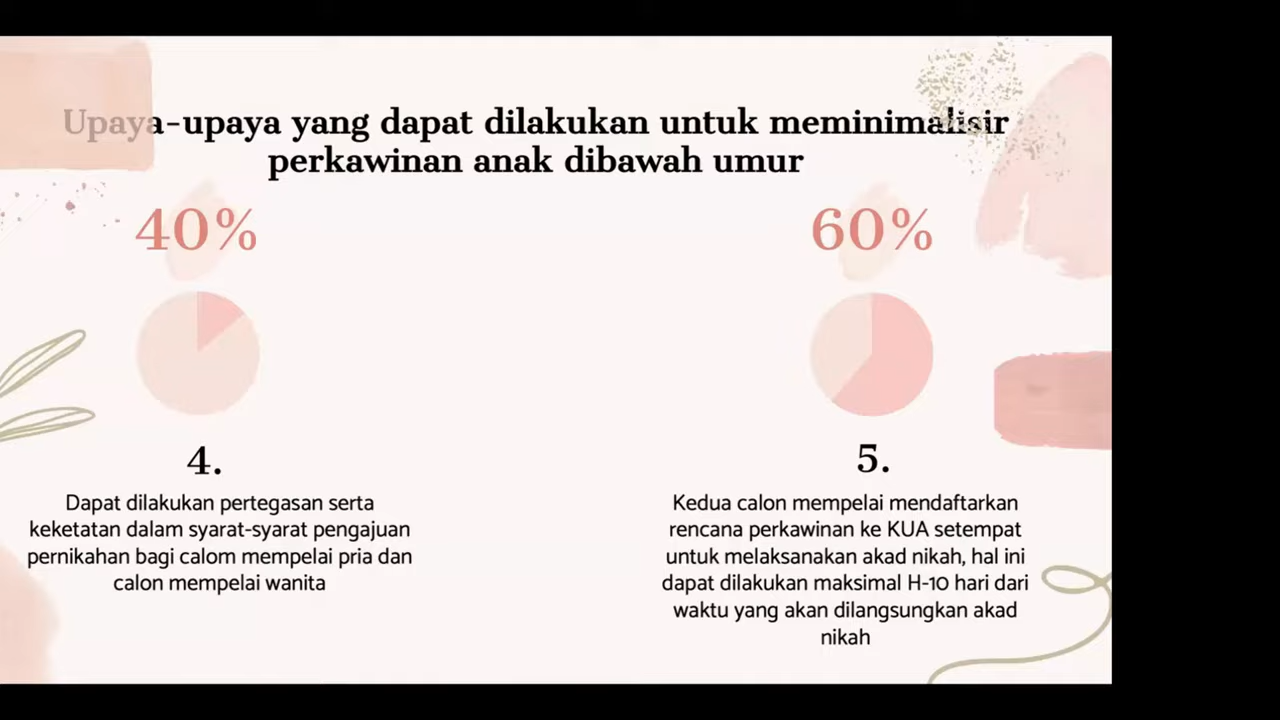 Upaya-upaya yang dapat dilakukan untuk meminimalisir
perkawinan anak dibawah umur
40%
60%
4.
Dapat dilakukan pertegasan serta
keketatan dalam syarat-syarat pengajuan
pernikahan bagi calom mempelai pria dan
calon mempelai wanita
5.
Kedua calon mempelai mendaftarkan
rencana perkawinan ke KUA setempat
untuk melaksanakan akad nikah, hal ini
dapat dilakukan maksimal H-10 hari dari
waktu yang akan dilangsungkan akad
nikah